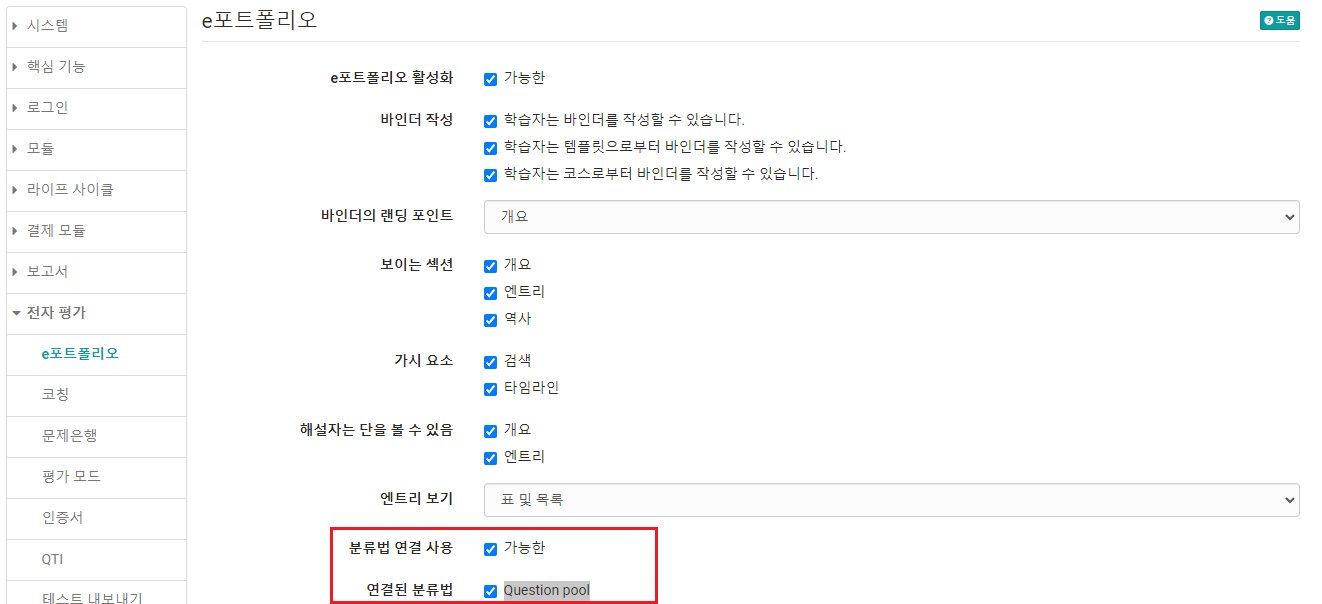 시스템
핵심 기능
로그인
모듈
라이프 사이클
결제 모듈
보고서
전자 평가
e포트폴리오
코칭
문제은행
평가 모드
인증서
QTI
테스트 내보내기
e포트폴리오
도움
e포트폴리오 활성화 가능한
바인더 작성 학습자는 바인더를 작성할 수 있습니다.
학습자는 템플릿으로부터 바인더를 작성할 수 있습니다.
학습자는 코스로부터 바인더를 작성할 수 있습니다.
바인더의 랜딩 포인트 개요
보이는 섹션 개요
엔트리
역사
가시 요소 검색
타임라인
해설자는 단을 볼 수 있음 개요
엔트리
엔트리 보기 표 및 목록
분류법 연결 사용 가능한
연결된 분류법 Question pool